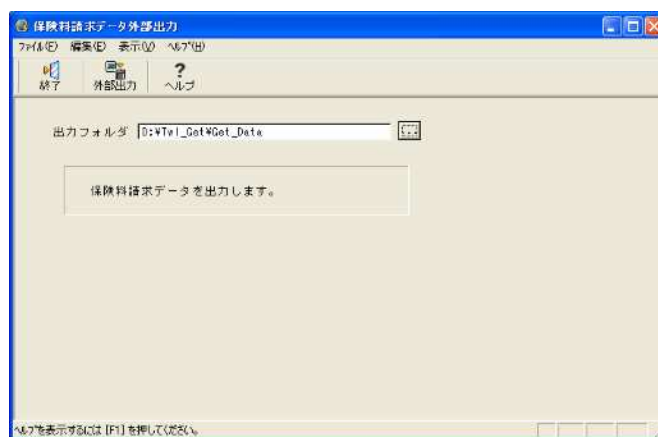 保険料請求データ外部出力
ファイル(F) 編集(E) 表示(V) ヘルプ(H)
終了 外部出力 ? ヘルプ
出力フォルダ D:¥Twl_Get¥Get_Data ...
保険料請求データを出力します。
ヘルプを表示するには [F1] を押してください。